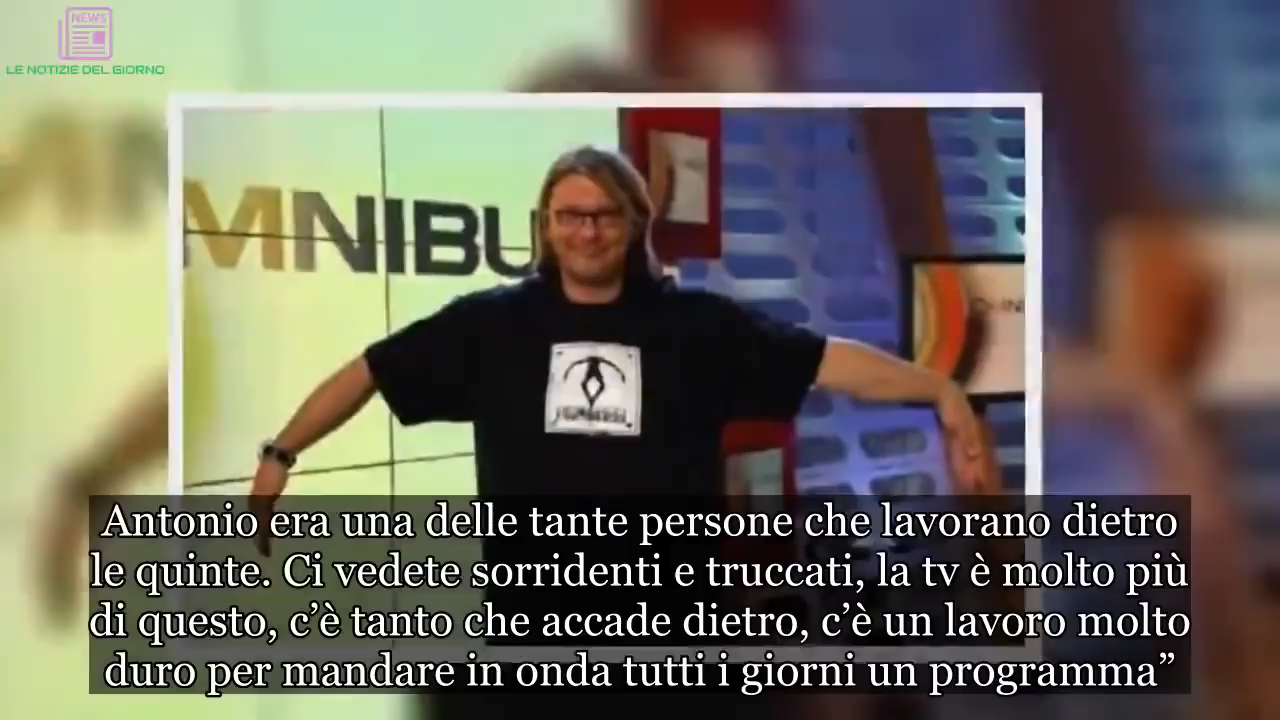 NEWS
LE NOTIZIE DEL GIORNO
MNIBU
Antonio era una delle tante persone che lavorano dietro
le quinte. Ci vedete sorridenti e truccati, la tv è molto più
di questo, c’è tanto che accade dietro, c’è un lavoro molto
duro per mandare in onda tutti i giorni un programma”